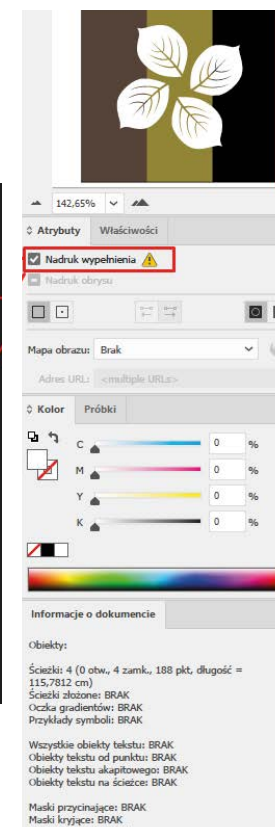 142,65%
Atrybuty Właściwości
Nadruk wypełnienia
Nadruk obrysu
Mapa obrazu: Brak
Adres URL: <multiple URLs>
Kolor Próbki
C 0 %
M 0 %
Y 0 %
K 0 %
Informacje o dokumencie
Obiekty:
Ścieżki: 4 (0 otw., 4 zamk., 188 pkt, długość =
115,7812 cm)
Ścieżki złożone: BRAK
Oczka gradientów: BRAK
Przykłady symboli: BRAK
Wszystkie obiekty tekstu: BRAK
Obiekty tekstu od punktu: BRAK
Obiekty tekstu akapitowego: BRAK
Obiekty tekstu na ścieżce: BRAK
Maski przycinające: BRAK
Maski kryjące: BRAK